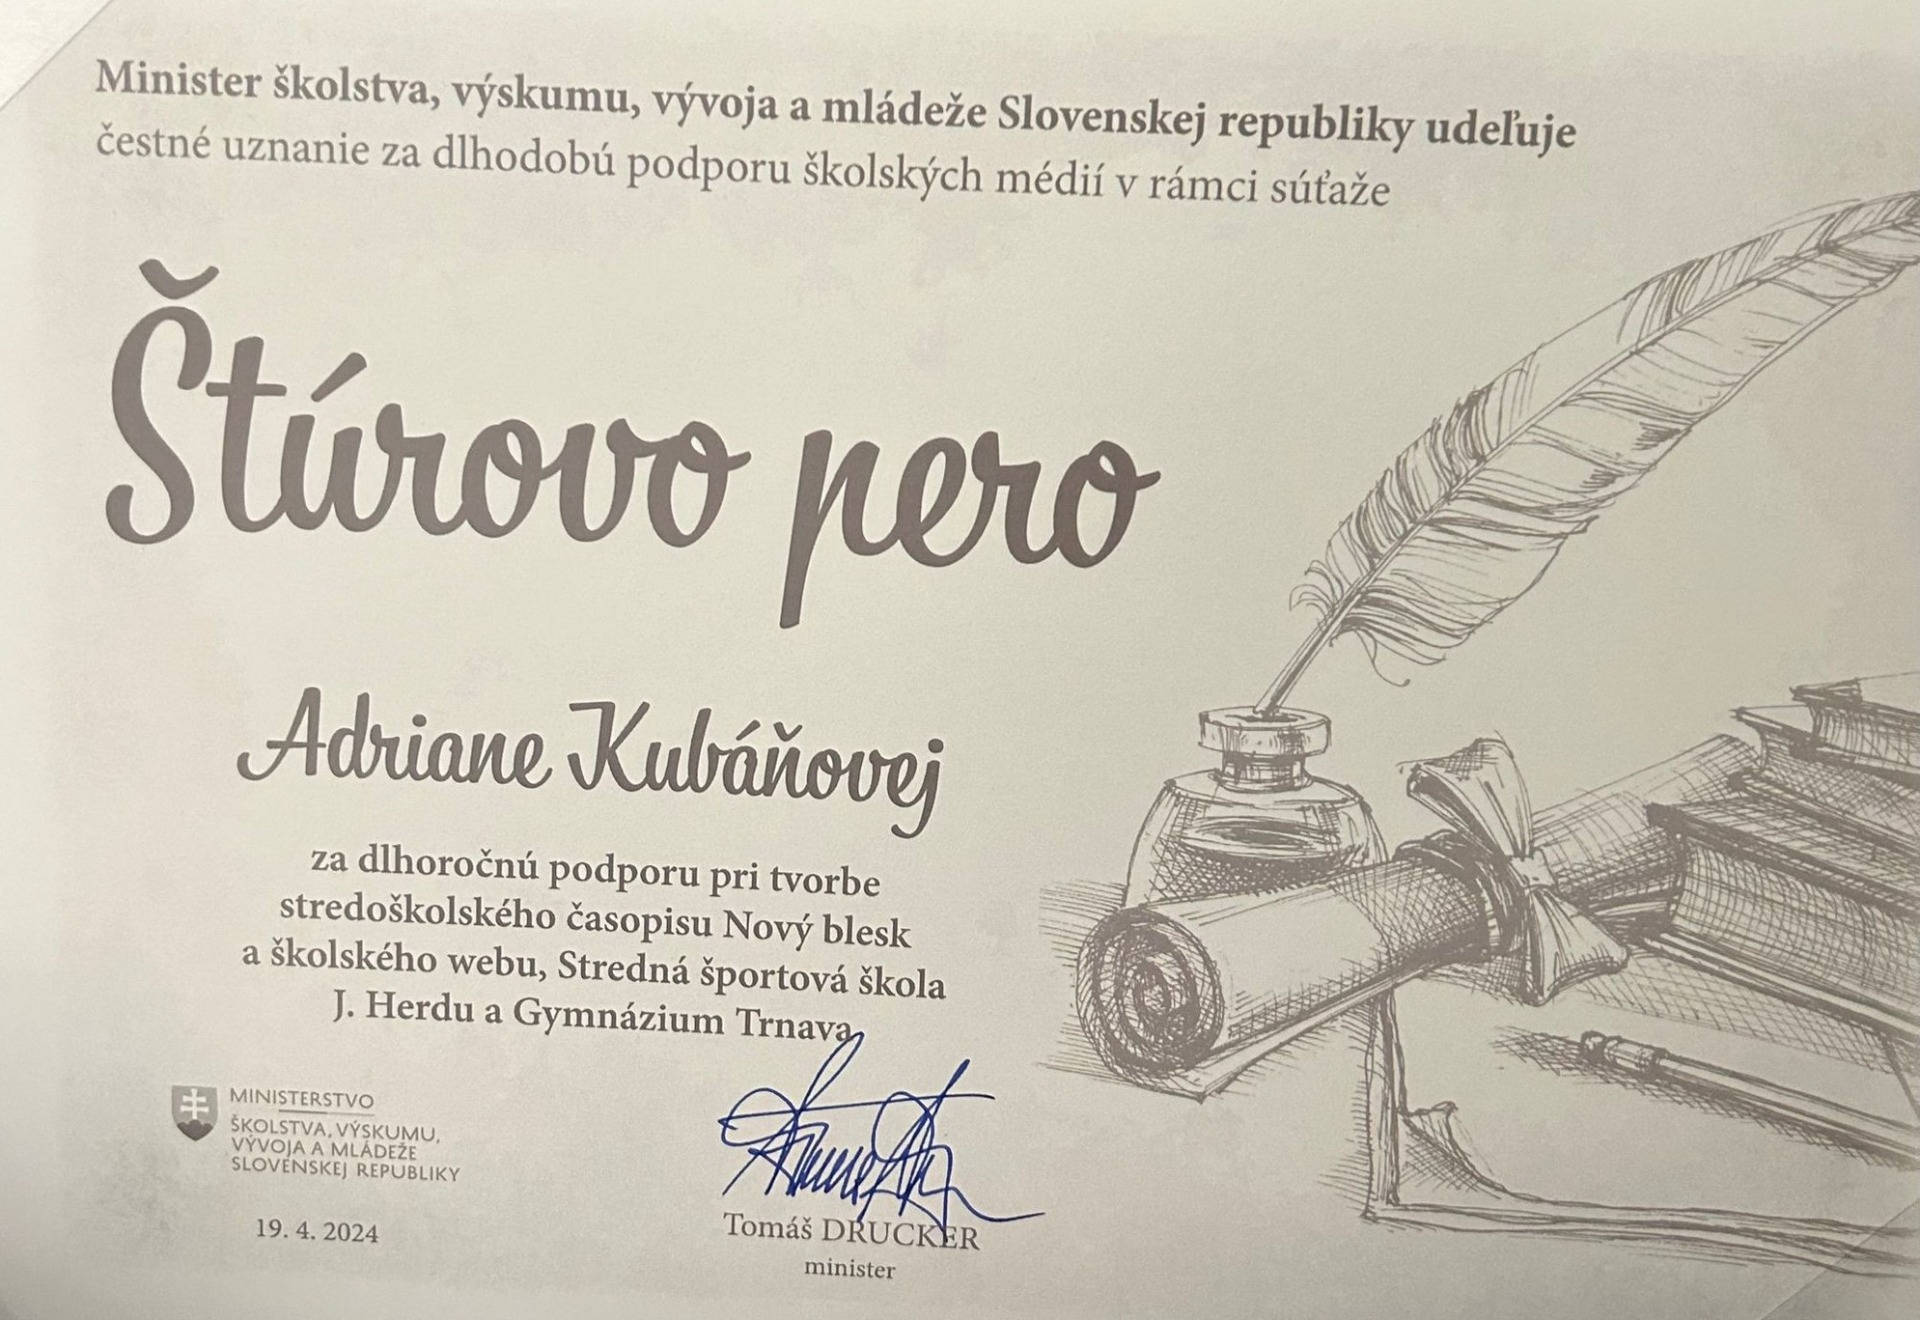 Minister školstva, výskumu, vývoja a mládeže Slovenskej republiky udeľuje
čestné uznanie za dlhodobú podporu školských médií v rámci súťaže
Štúrovo pero
Adriane Kubáňovej
za dlhoročnú podporu pri tvorbe
stredoškolského časopisu Nový blesk
a školského webu, Stredná športová škola
J. Herdu a Gymnázium Trnava
MINISTERSTVO
ŠKOLSTVA, VÝSKUMU,
VÝVOJA A MLÁDEŽE
SLOVENSKEJ REPUBLIKY
19. 4. 2024
Tomáš DRUCKER
minister